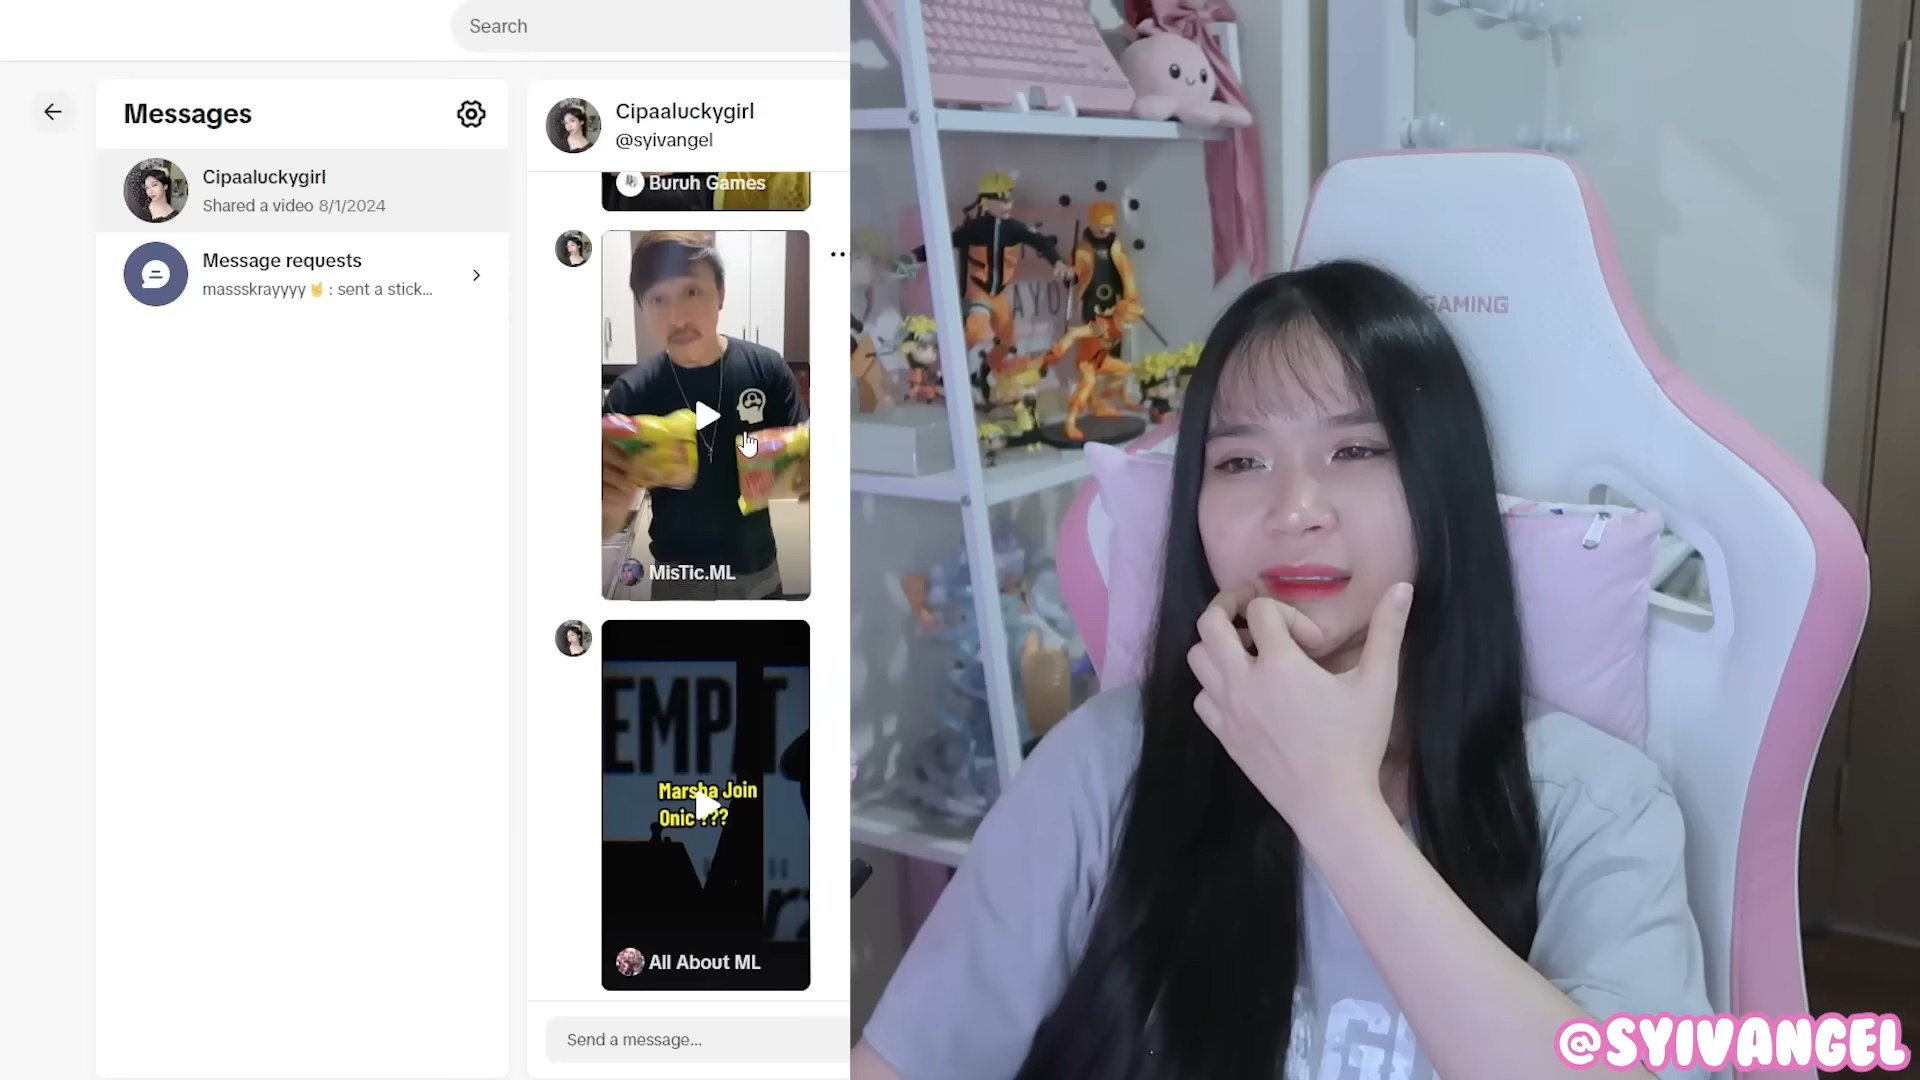 Search
Messages
Cipaaluckygirl
Shared a video 8/1/2024
Message requests
massskrayyyy🤘: sent a stick...
Cipaaluckygirl
@syivangel
Buruh Games
MisTic.ML
EMPAT
Marsha Join
Onic ???
All About ML
Send a message...
GAMING
@SYIVANGEL